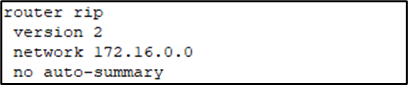 router rip
version 2
network 172.16.0.0
no auto-summary